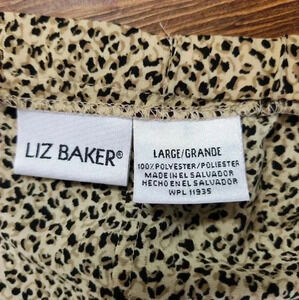 LIZ BAKER®
LARGE/GRANDE
100% POLYESTER/POLIESTER
MADE IN EL SALVADOR
HECHO EN EL SALVADOR
WPL 11935